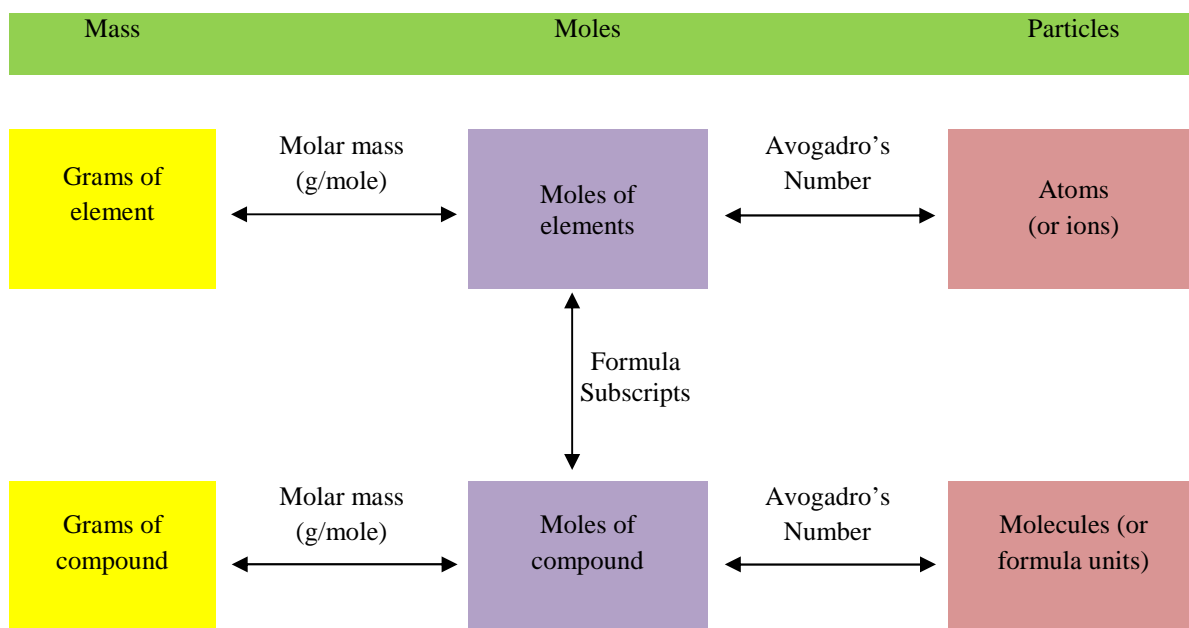 Mass Moles Particles
Molar mass
(g/mole)
Avogadro’s
Number
Grams of
element
Moles of
elements
Atoms
(or ions)
Formula
Subscripts
Molar mass
(g/mole)
Avogadro’s
Number
Grams of
compound
Moles of
compound
Molecules (or
formula units)